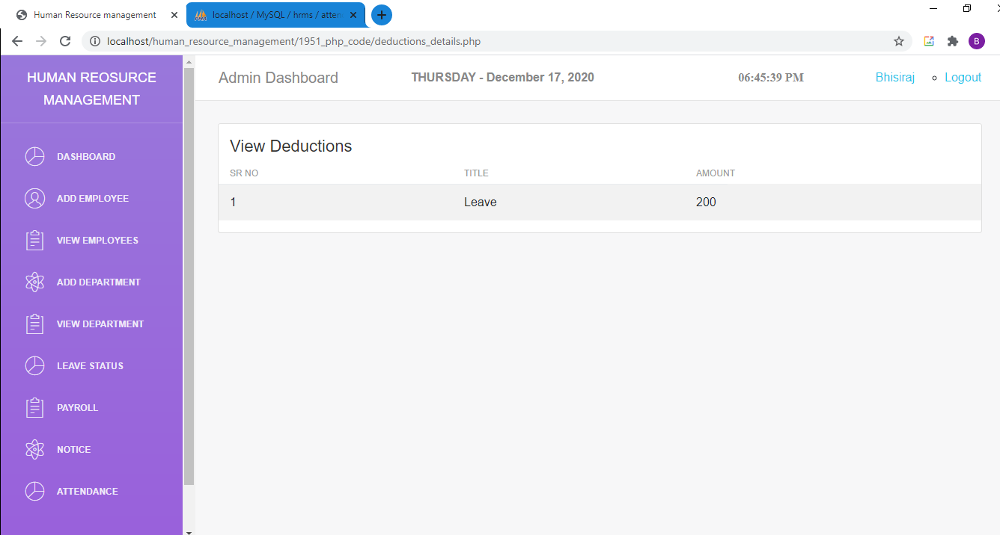 Human Resource management
localhost / MySQL / hrms / atten
localhost/human_resource_management/1951_php_code/deductions_details.php
B
HUMAN REOSURCE
MANAGEMENT
Admin Dashboard
THURSDAY - December 17, 2020
06:45:39 PM
Bhisiraj
Logout
DASHBOARD
ADD EMPLOYEE
VIEW EMPLOYEES
ADD DEPARTMENT
VIEW DEPARTMENT
LEAVE STATUS
PAYROLL
NOTICE
ATTENDANCE
View Deductions
SR NO TITLE AMOUNT
1 Leave 200